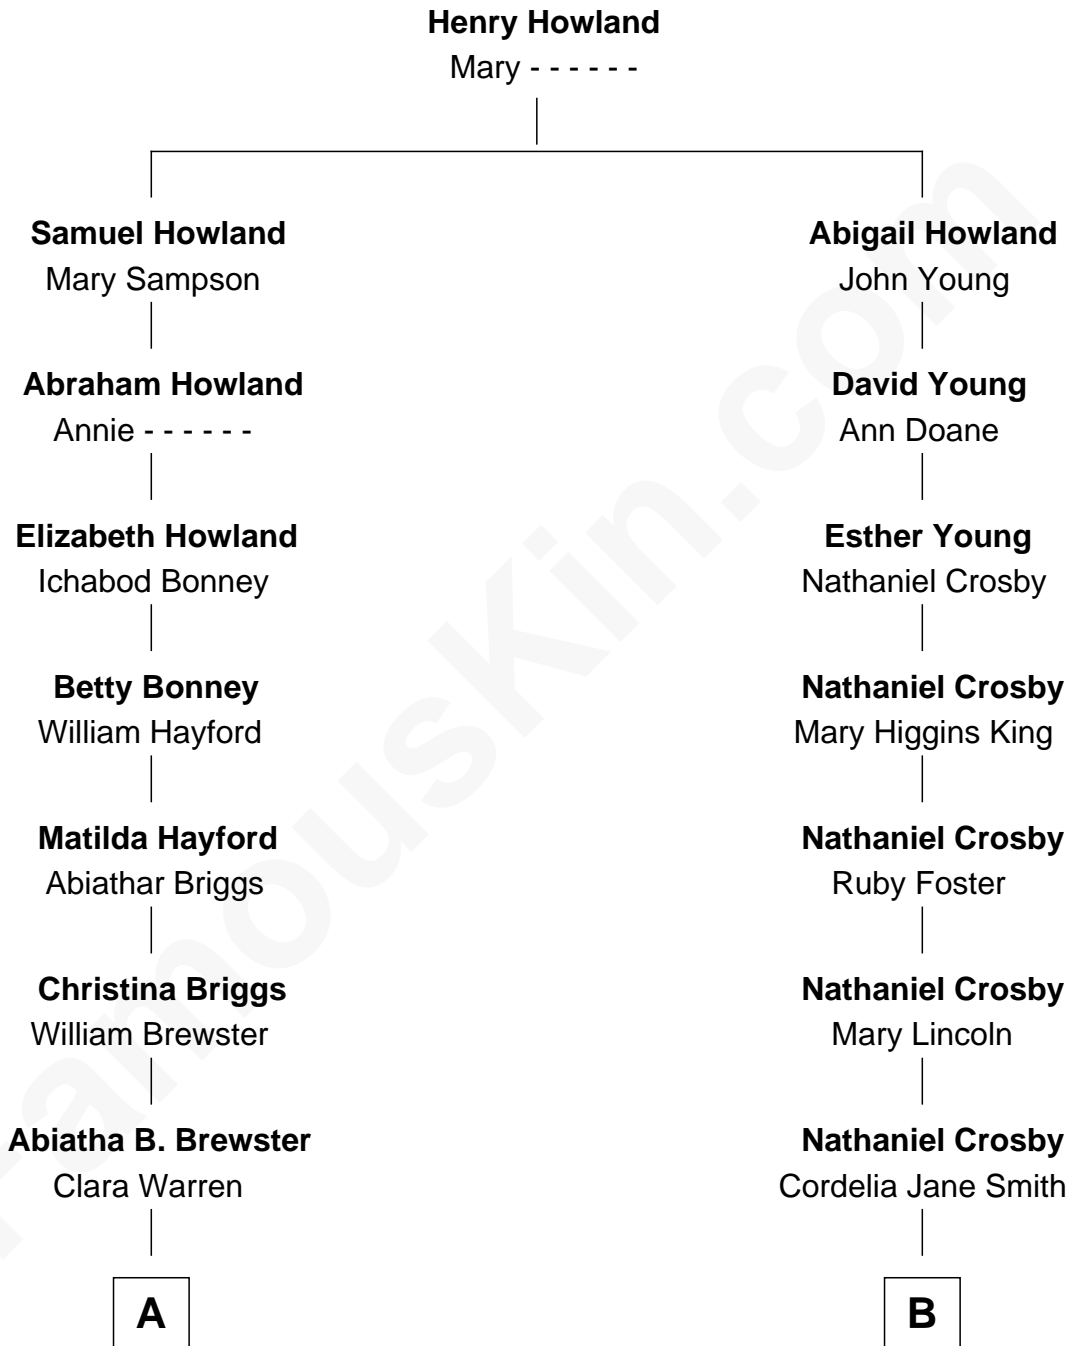 Henry Howland
Mary - - - - - -
Samuel Howland
Mary Sampson
Abigail Howland
John Young
Abraham Howland
Annie - - - - - -
David Young
Ann Doane
Elizabeth Howland
Ichabod Bonney
Esther Young
Nathaniel Crosby
Betty Bonney
William Hayford
Nathaniel Crosby
Mary Higgins King
Matilda Hayford
Abiathar Briggs
Nathaniel Crosby
Ruby Foster
Christina Briggs
William Brewster
Nathaniel Crosby
Mary Lincoln
Abiatha B. Brewster
Clara Warren
Nathaniel Crosby
Cordelia Jane Smith
A
B
FamousKin.com